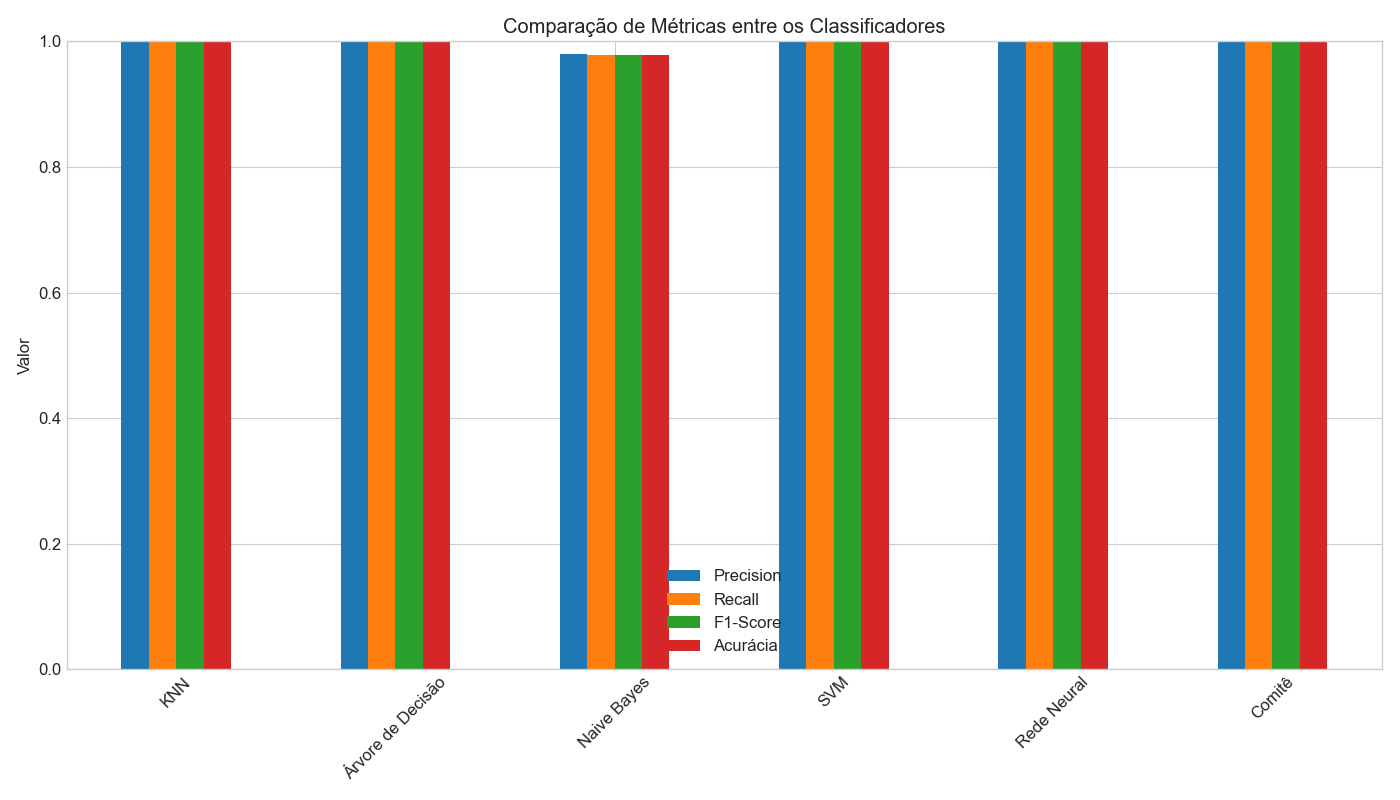 Comparação de Métricas entre os Classificadores
1.0
0.8
0.6
0.4
0.2
0.0
Valor
Precision
Recall
F1-Score
Acurácia
KNN
Árvore de Decisão
Naive Bayes
SVM
Rede Neural
Comitê